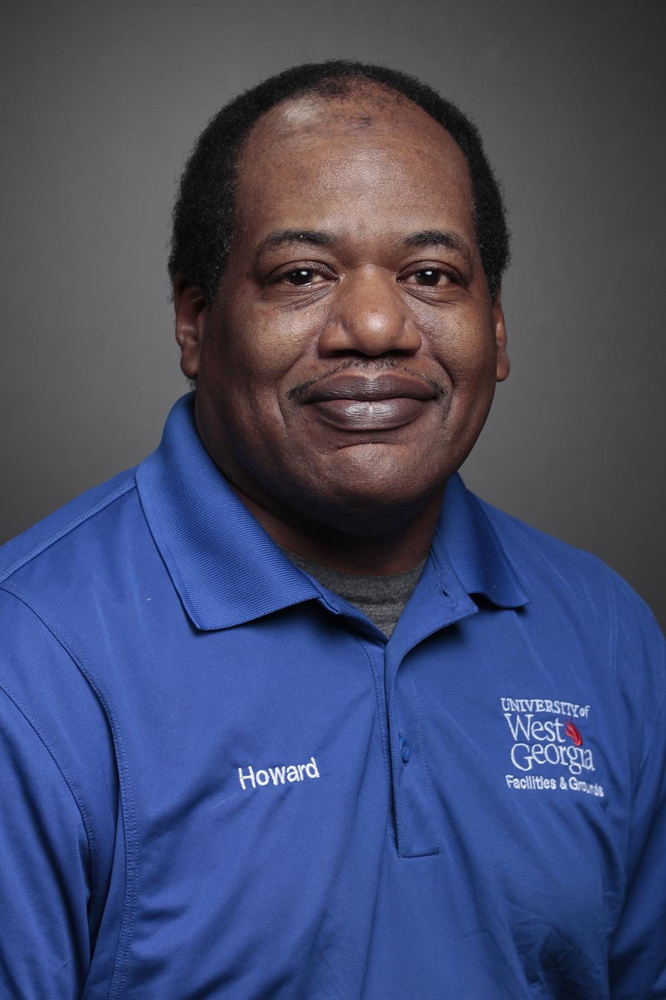 Howard
UNIVERSITY of
West
Georgia
Facilities & Grounds